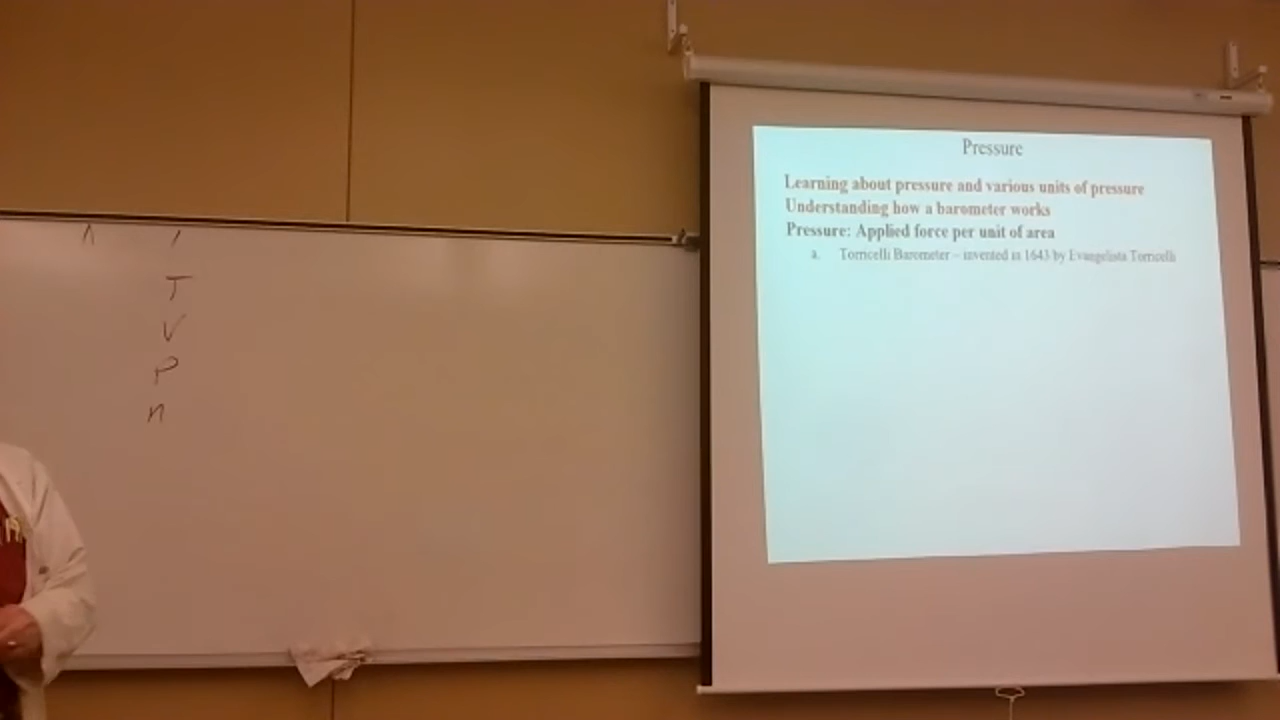 T
V
P
n
Pressure
Learning about pressure and various units of pressure
Understanding how a barometer works
Pressure: Applied force per unit of area
a. Torricelli Barometer – invented in 1643 by Evangelista Torricelli